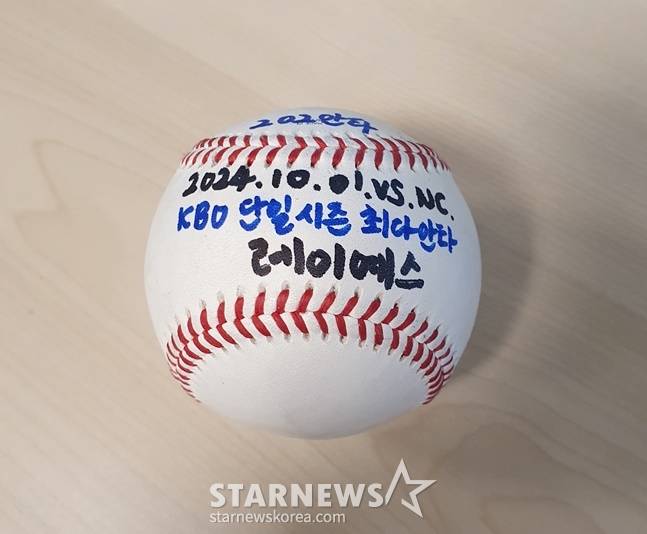 202안타
2024.10.01.VS.NC.
KBO 단일시즌 최다안타
레이예스
STARNEWS
starnewskorea.com